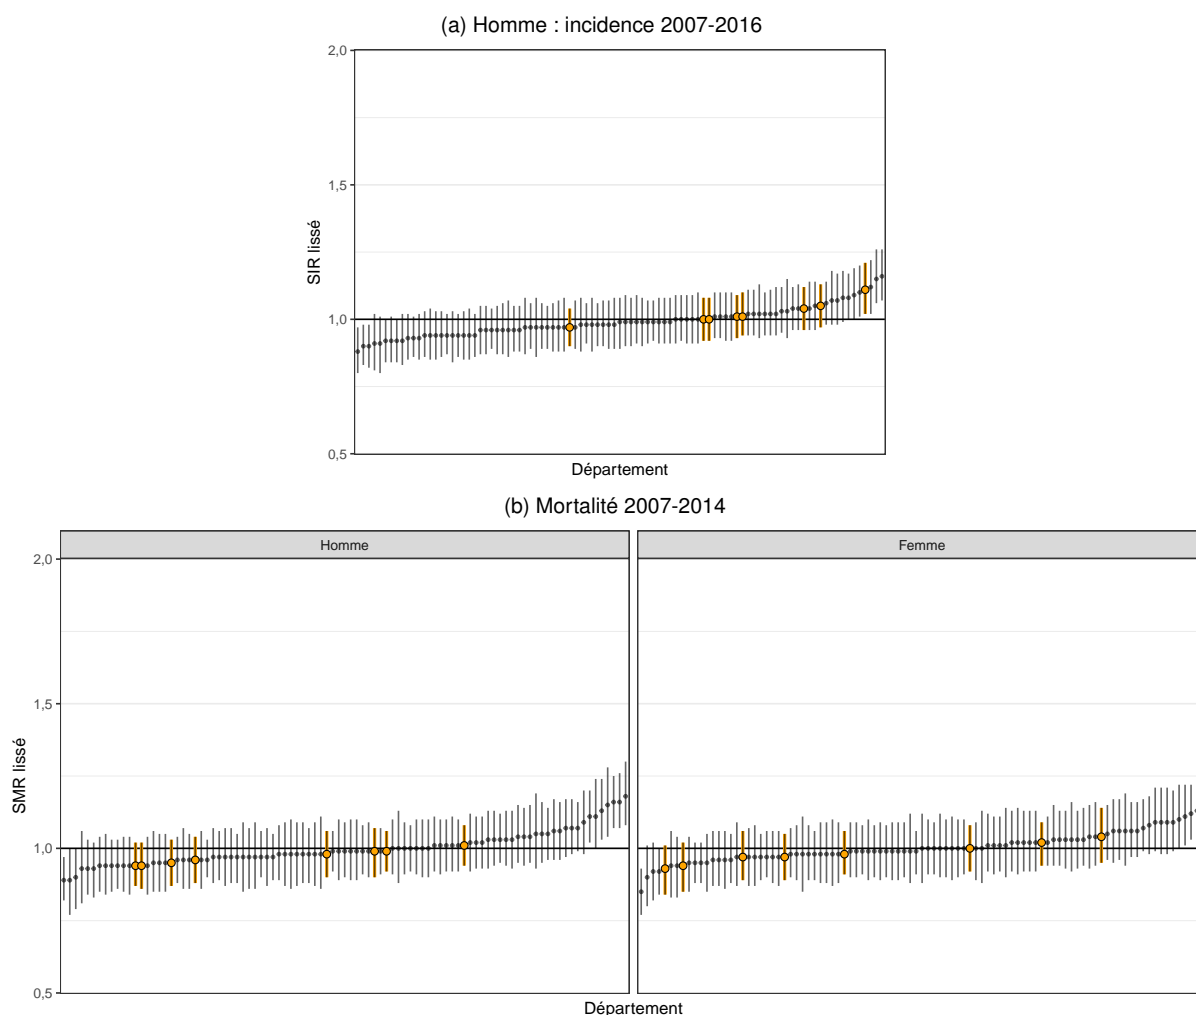 (a) Homme : incidence 2007-2016
2,0
1,5
1,0
0,5
SIR lissé
Département
(b) Mortalité 2007-2014
Homme
Femme
2,0
1,5
1,0
0,5
SMR lissé
Département